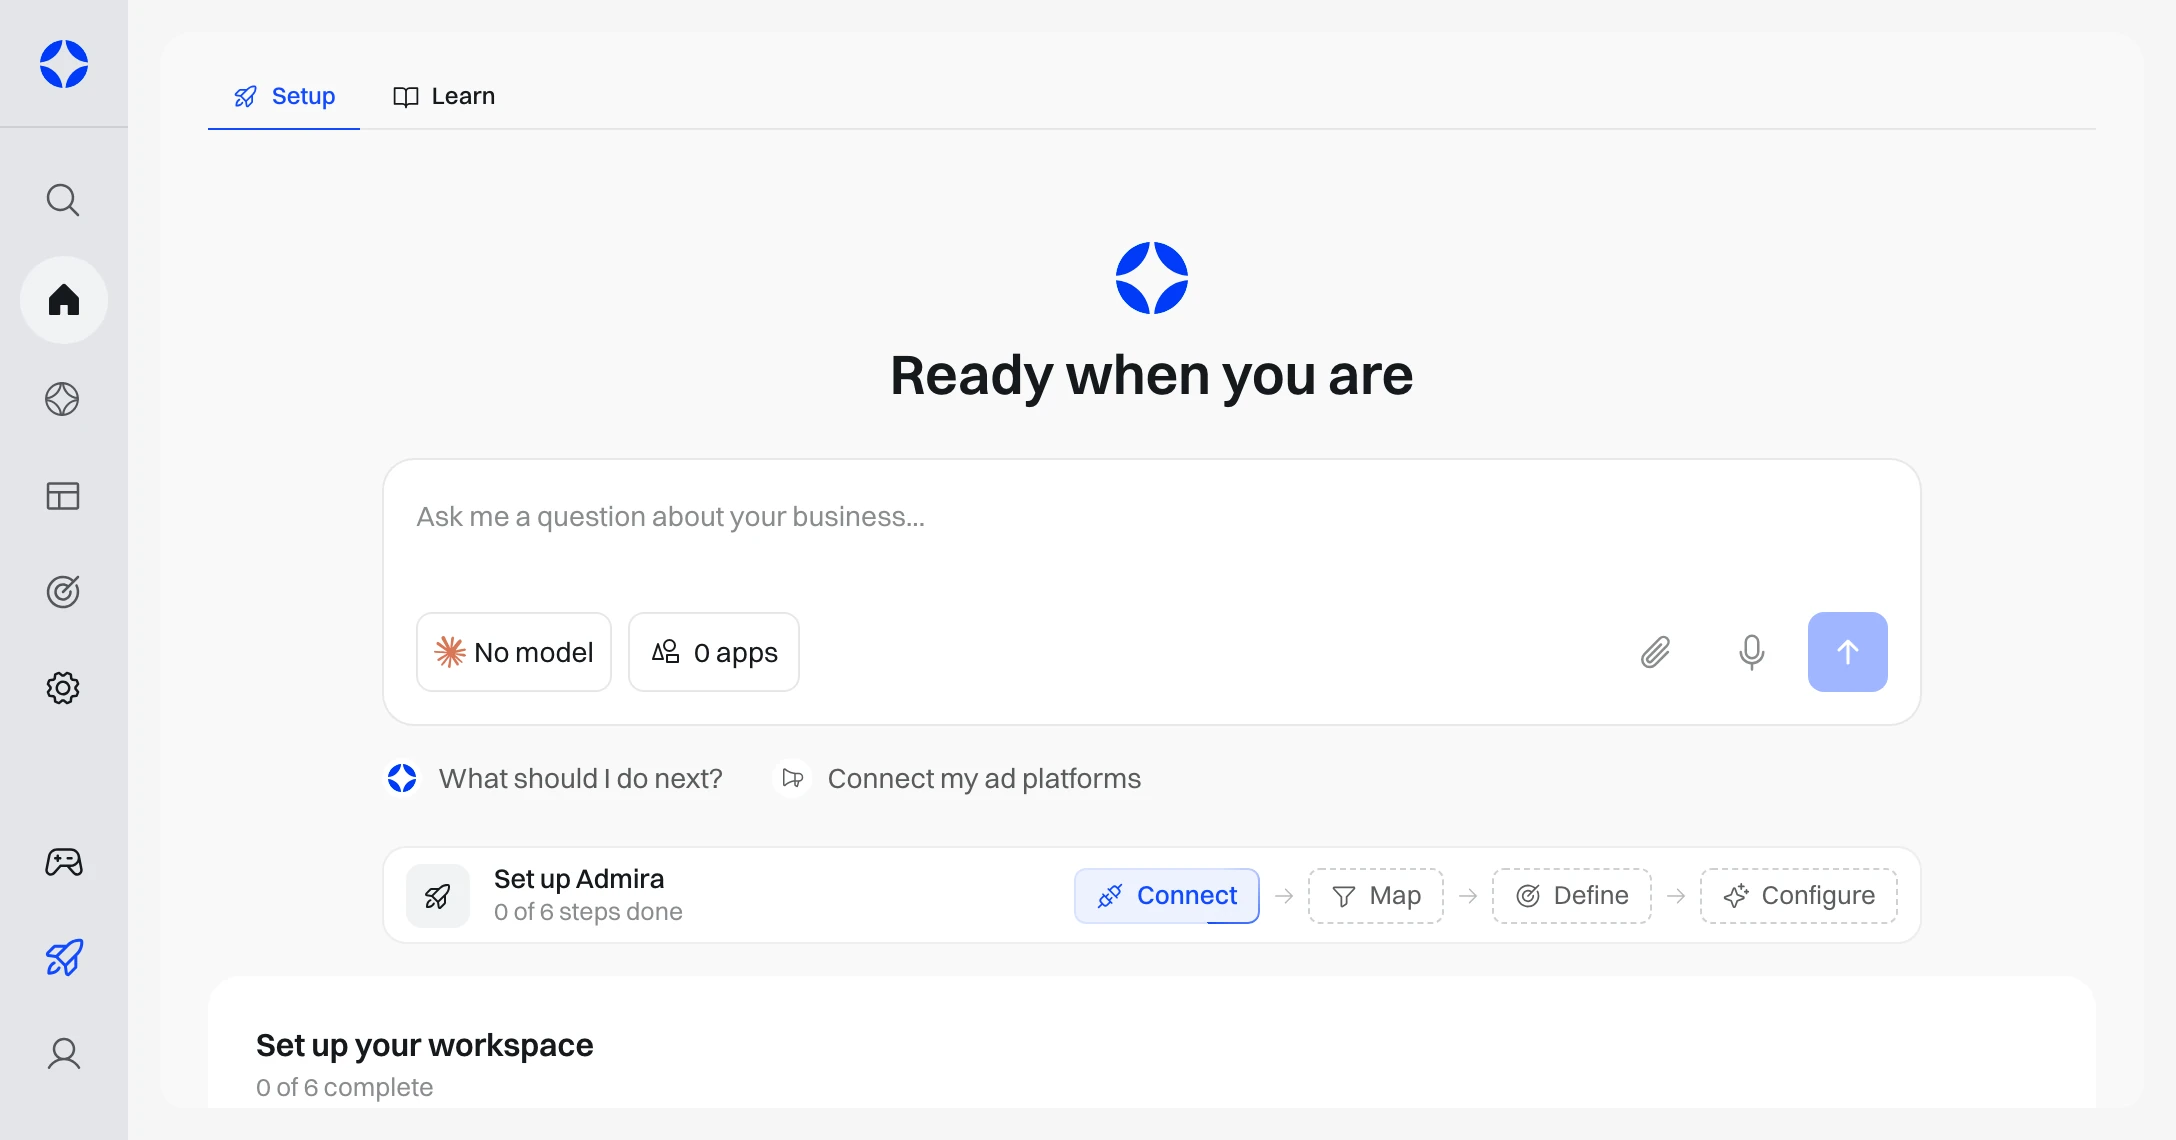 Setup
Learn
Ready when you are
Ask me a question about your business...
No model
0 apps
What should I do next?
Connect my ad platforms
Set up Admira
0 of 6 steps done
Connect
Map
Define
Configure
Set up your workspace
0 of 6 complete